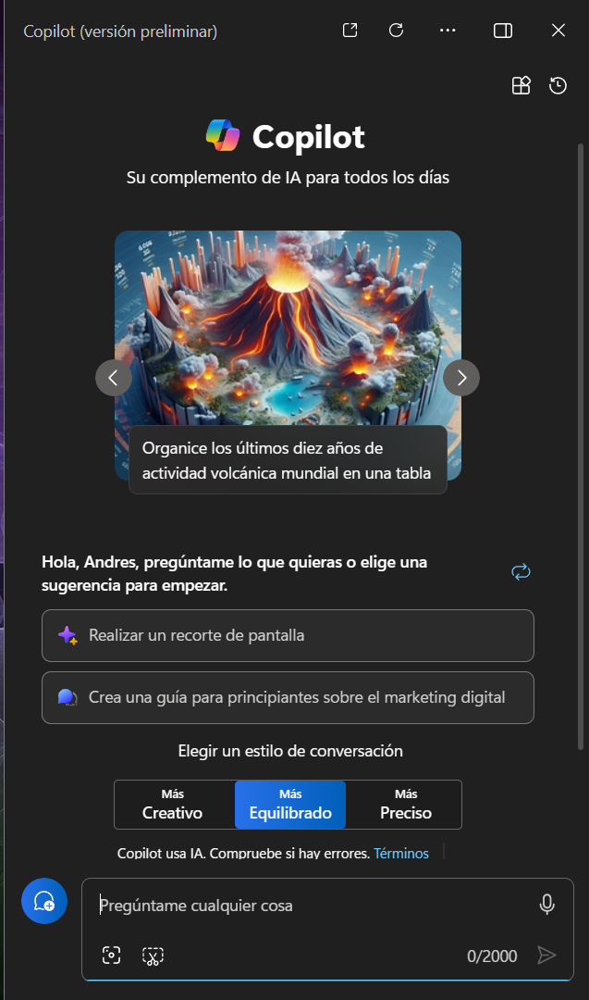 Copilot (versión preliminar)
Copilot
Su complemento de IA para todos los días
Organice los últimos diez años de
actividad volcánica mundial en una tabla
Hola, Andres, pregúntame lo que quieras o elige una
sugerencia para empezar.
Realizar un recorte de pantalla
Crea una guía para principiantes sobre el marketing digital
Elegir un estilo de conversación
Más
Creativo
Más
Equilibrado
Más
Preciso
Copilot usa IA. Compruebe si hay errores. Términos
Pregúntame cualquier cosa
0/2000